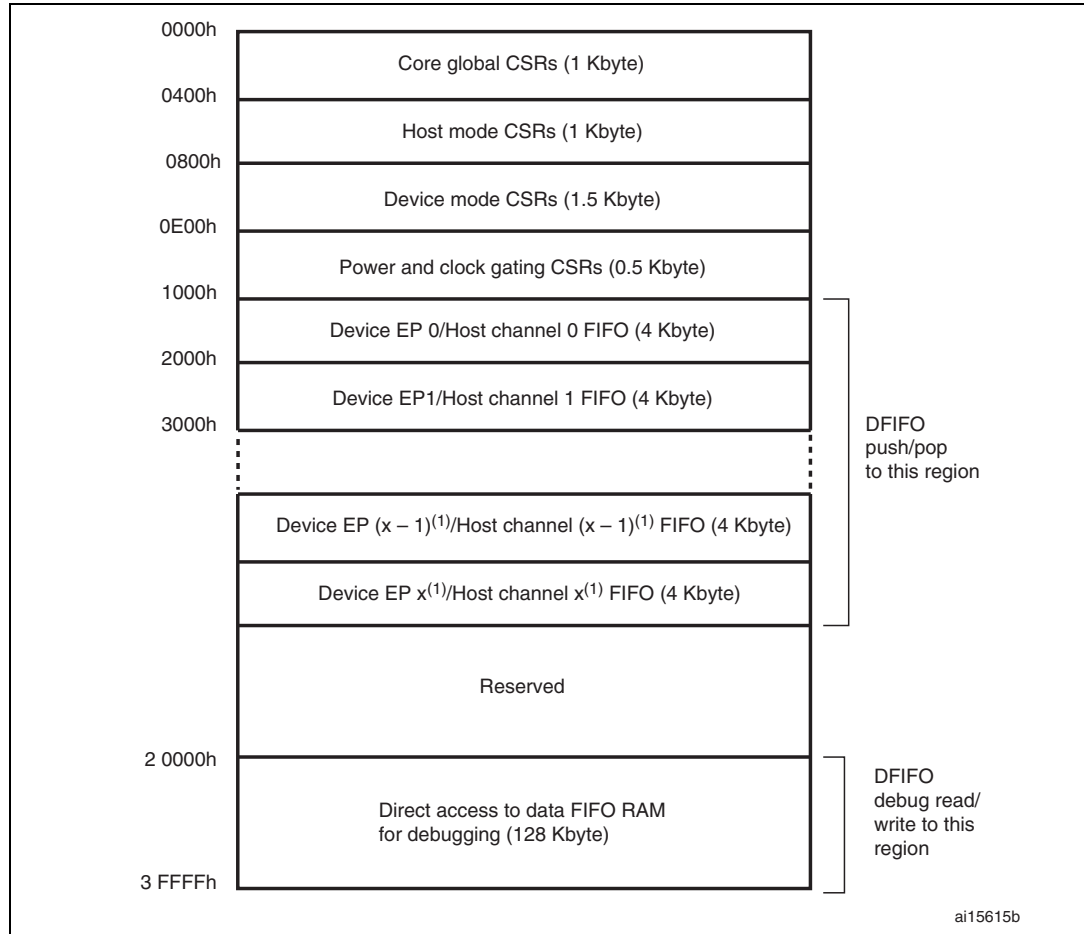 0000h
Core global CSRs (1 Kbyte)
0400h
Host mode CSRs (1 Kbyte)
0800h
Device mode CSRs (1.5 Kbyte)
0E00h
Power and clock gating CSRs (0.5 Kbyte)
1000h
Device EP 0/Host channel 0 FIFO (4 Kbyte)
2000h
Device EP1/Host channel 1 FIFO (4 Kbyte)
3000h
DFIFO
push/pop
to this region
Device EP (x – 1)(1)/Host channel (x – 1)(1) FIFO (4 Kbyte)
Device EP x(1)/Host channel x(1) FIFO (4 Kbyte)
Reserved
2 0000h
Direct access to data FIFO RAM
for debugging (128 Kbyte)
DFIFO
debug read/
write to this
region
3 FFFFh
ai15615b